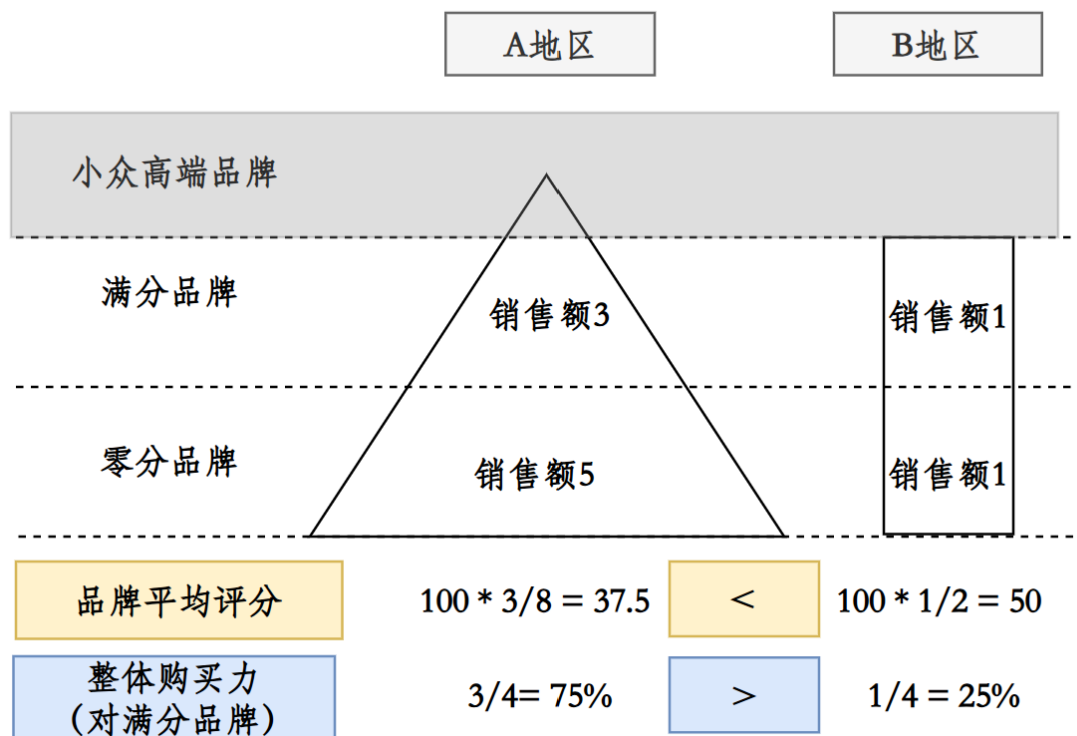 A地区
B地区
小众高端品牌
满分品牌
销售额3
销售额1
零分品牌
销售额5
销售额1
品牌平均评分
100 * 3/8 = 37.5
<
100 * 1/2 = 50
整体购买力
(对满分品牌)
3/4= 75%
>
1/4 = 25%